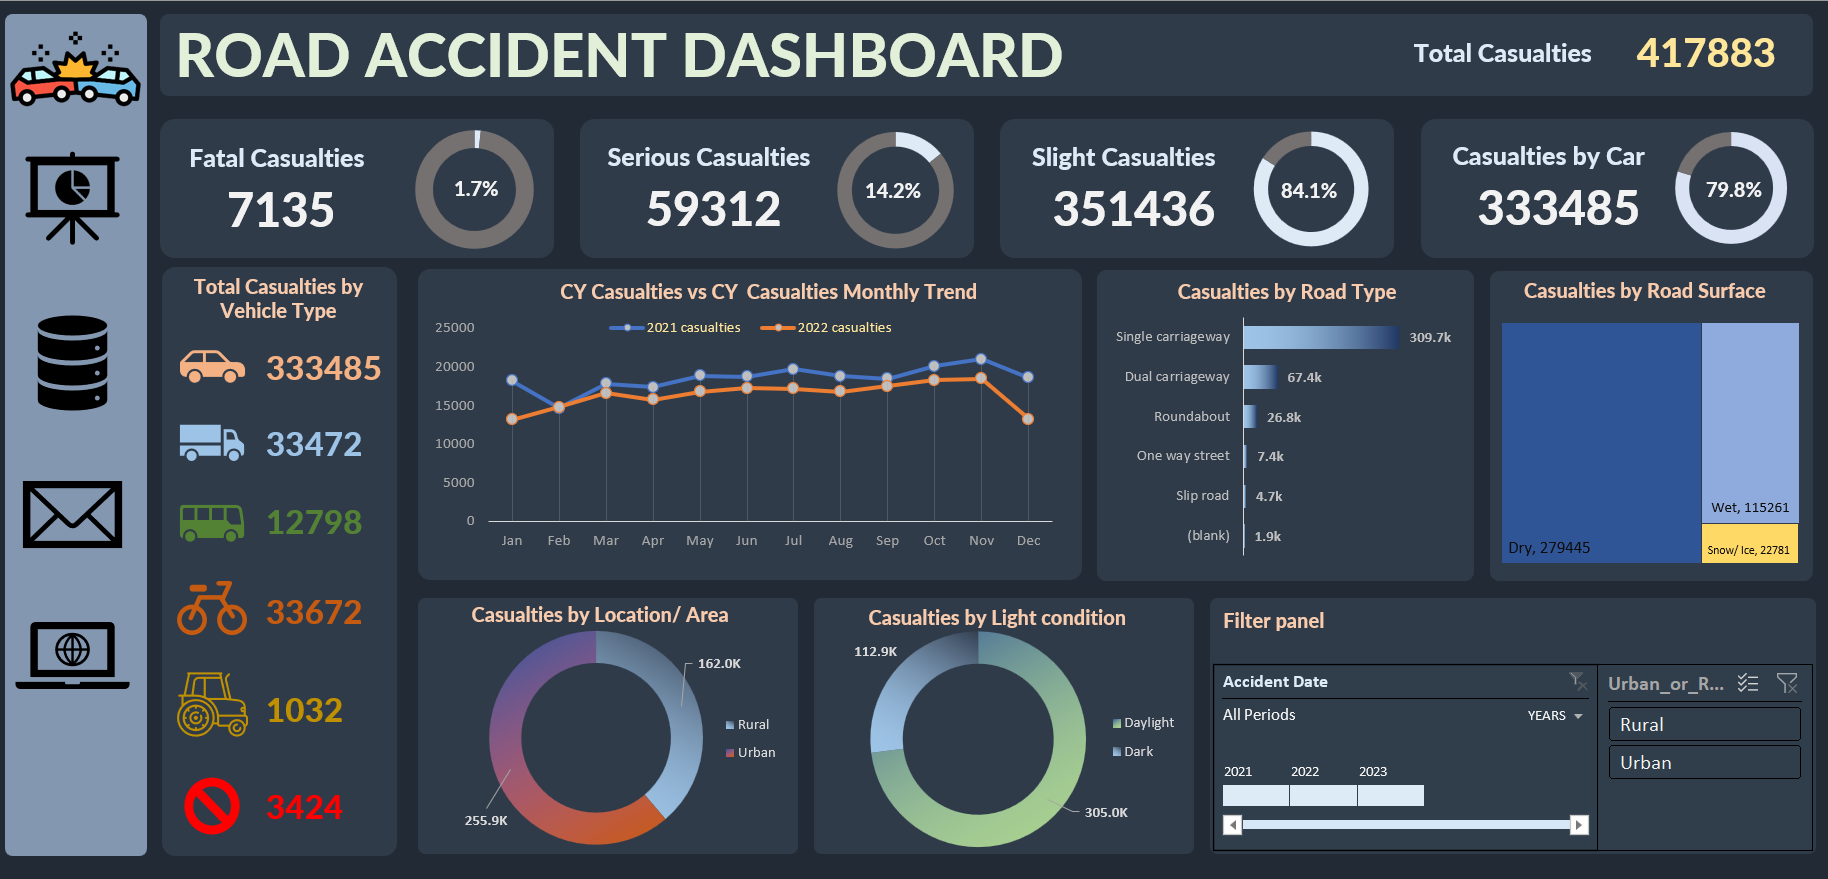 ROAD ACCIDENT DASHBOARD
Total Casualties 417883
Fatal Casualties
7135
1.7%
Serious Casualties
59312
14.2%
Slight Casualties
351436
84.1%
Casualties by Car
333485
79.8%
Total Casualties by
Vehicle Type
333485
33472
12798
33672
1032
3424
CY Casualties vs CY  Casualties Monthly Trend
2021 casualties
2022 casualties
25000
20000
15000
10000
5000
0
Jan Feb Mar Apr May Jun Jul Aug Sep Oct Nov Dec
Casualties by Road Type
Single carriageway 309.7k
Dual carriageway 67.4k
Roundabout 26.8k
One way street 7.4k
Slip road 4.7k
(blank) 1.9k
Casualties by Road Surface
Dry, 279445
Wet, 115261
Snow/ Ice, 22781
Casualties by Location/ Area
162.0K
255.9K
Rural
Urban
Casualties by Light condition
112.9K
305.0K
Daylight
Dark
Filter panel
Accident Date
All Periods
YEARS
2021 2022 2023
Urban_or_R...
Rural
Urban